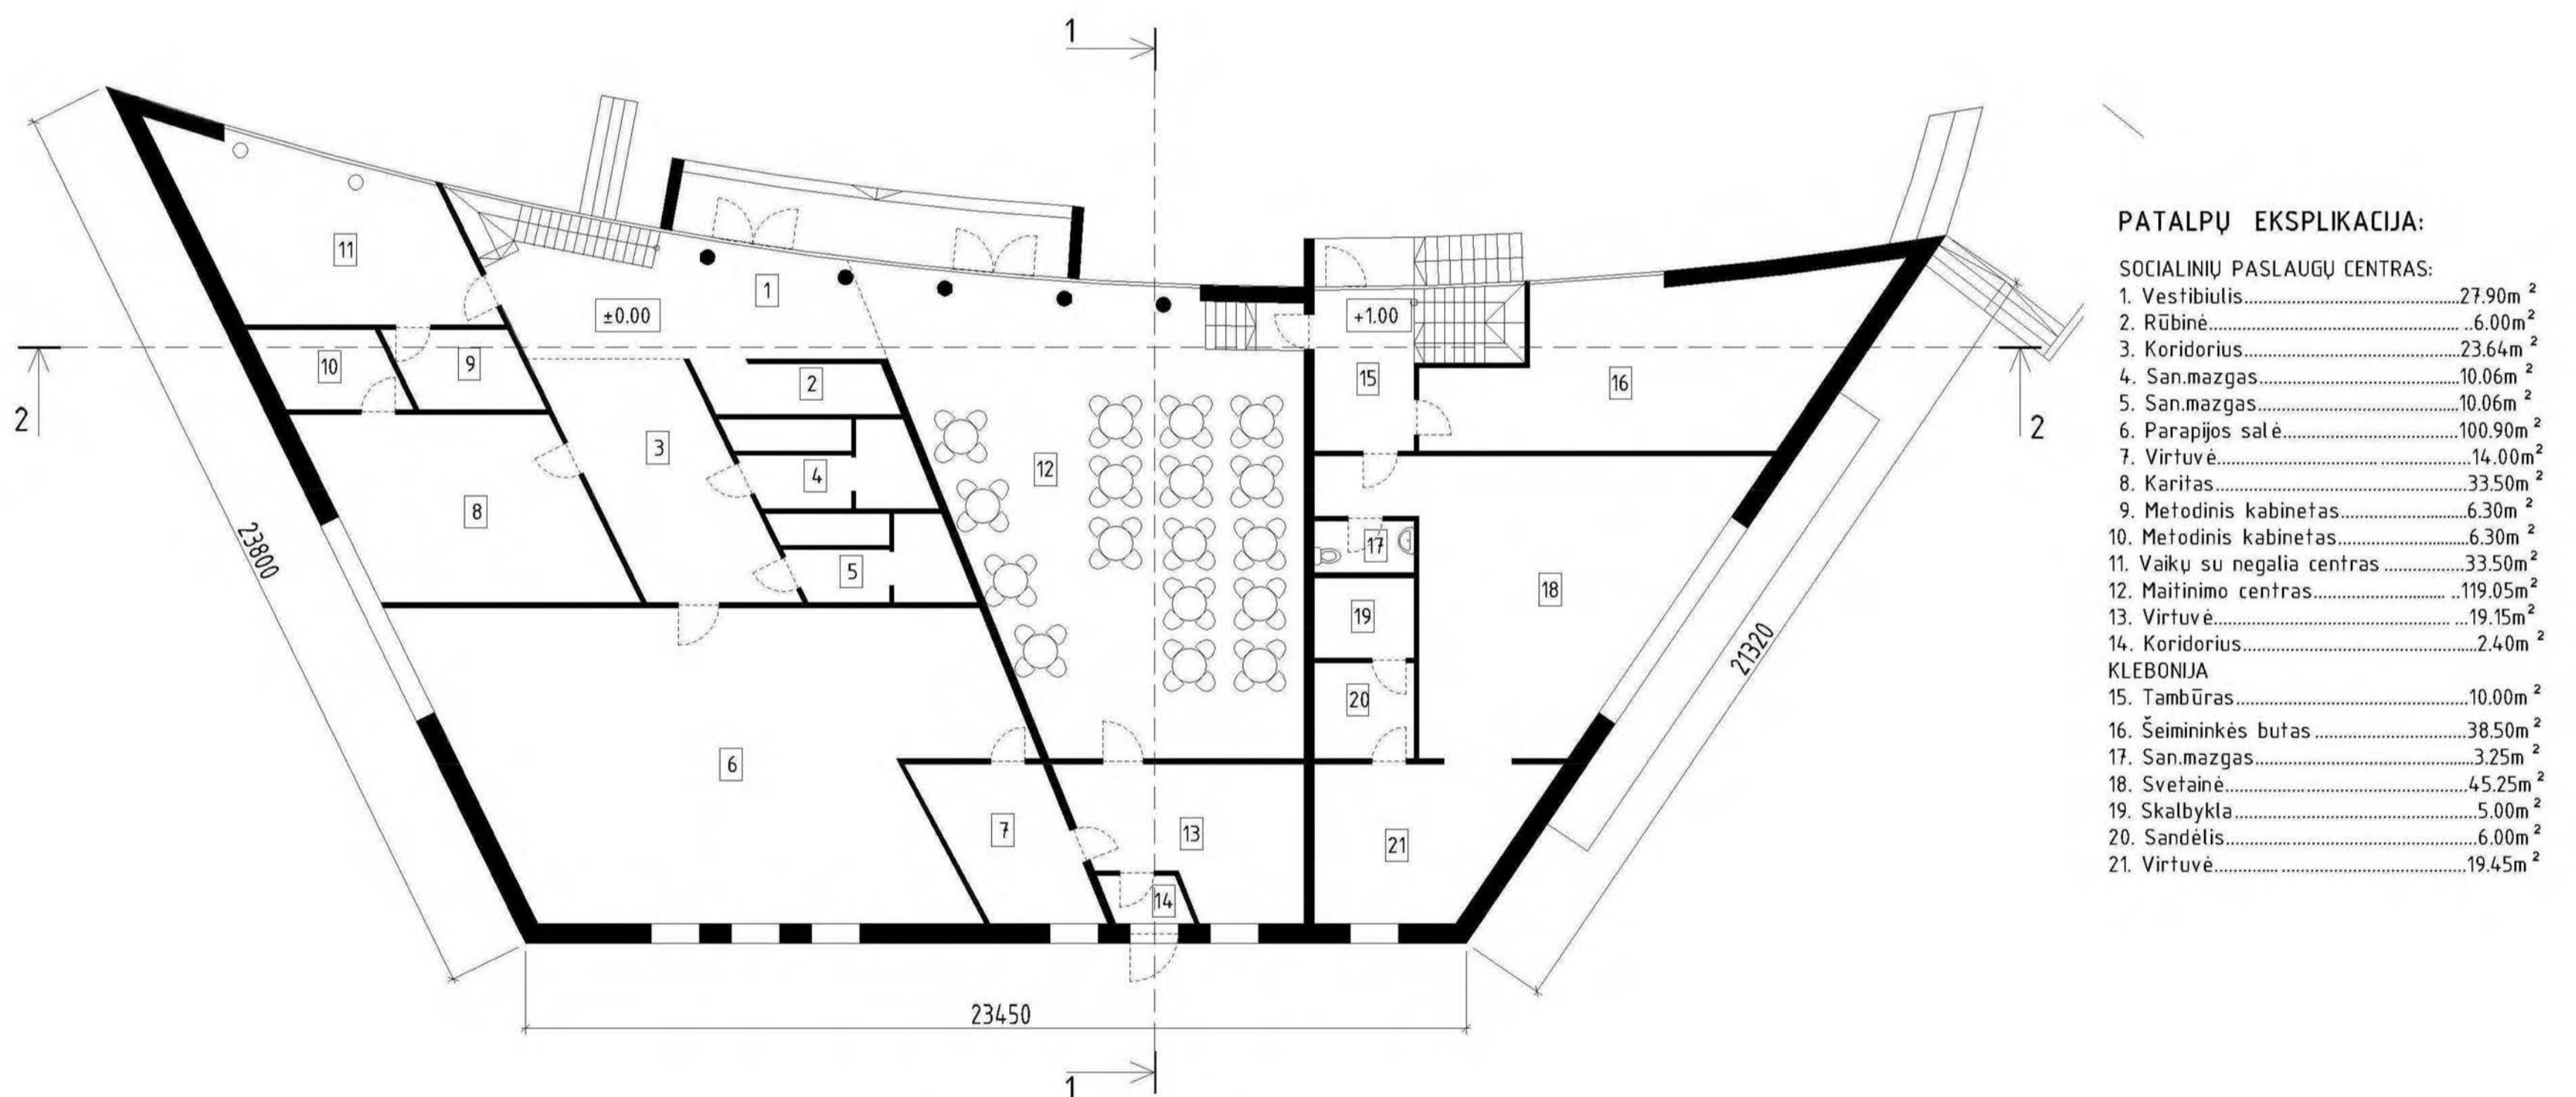 1
11
1
±0.00
+1.00
10
9
2
15
16
2
3
12
2
4
8
17
5
18
23800
19
21320
20
6
7
13
21
14
23450
1
PATALPŲ EKSPLIKACIJA:
SOCIALINIŲ PASLAUGŲ CENTRAS:
1. Vestibiulis...........27.90m²
2. Rūbinė...........6.00m²
3. Koridorius...........23.64m²
4. San.mazgas...........10.06m²
5. San.mazgas...........10.06m²
6. Parapijos salė...........100.90m²
7. Virtuvė...........14.00m²
8. Karitas...........33.50m²
9. Metodinis kabinetas...........6.30m²
10. Metodinis kabinetas...........6.30m²
11. Vaikų su negalia centras...........33.50m²
12. Maitinimo centras...........119.05m²
13. Virtuvė...........19.15m²
14. Koridorius...........2.40m²
KLEBONIJA
15. Tambūras...........10.00m²
16. Šeimininkės butas...........38.50m²
17. San.mazgas...........3.25m²
18. Svetainė...........45.25m²
19. Skalbykla...........5.00m²
20. Sandėlis...........6.00m²
21. Virtuvė...........19.45m²